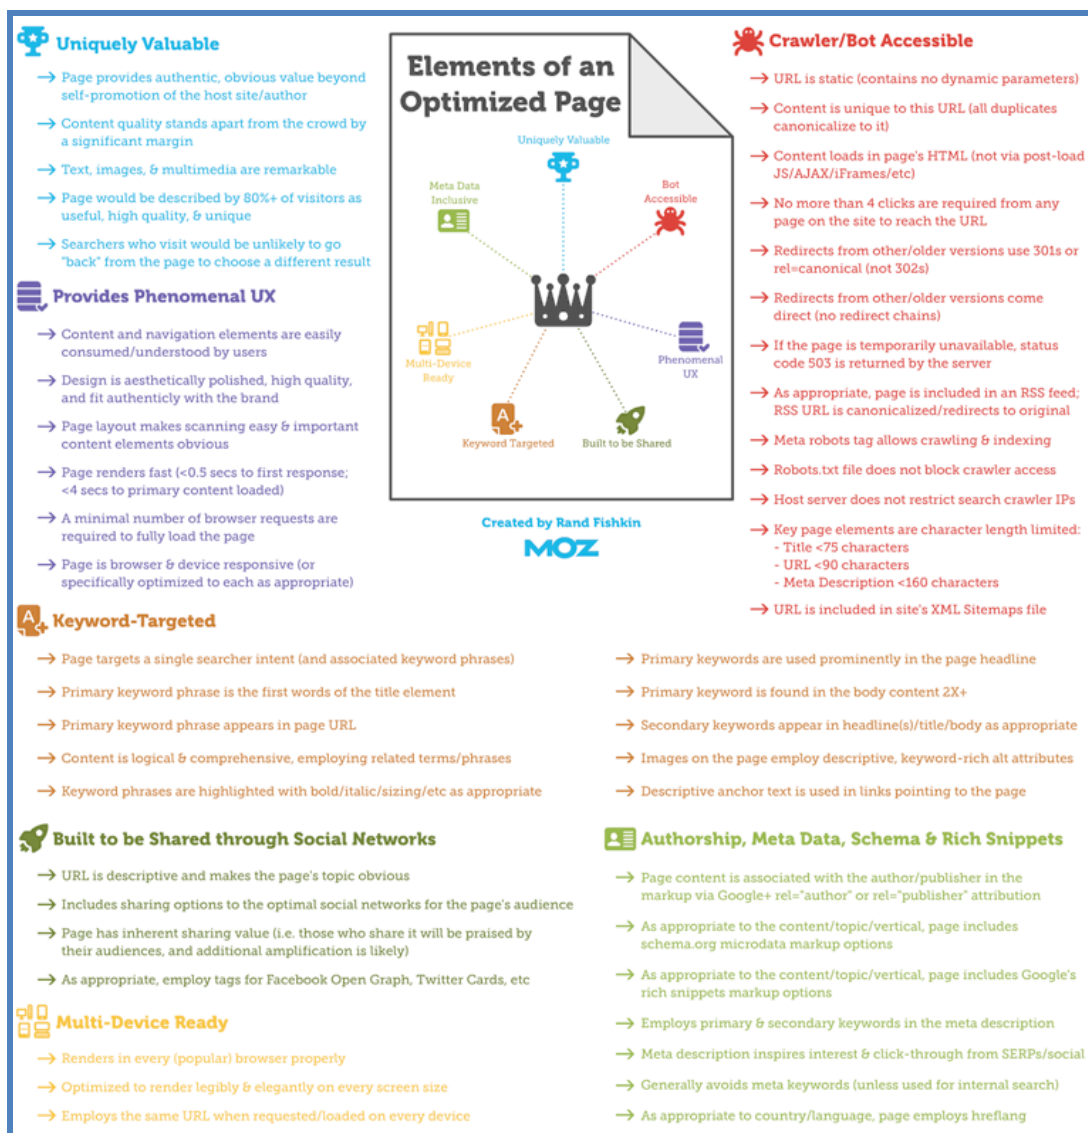 Uniquely Valuable
→ Page provides authentic, obvious value beyond
self-promotion of the host site/author
→ Content quality stands apart from the crowd by
a significant margin
→ Text, images, & multimedia are remarkable
→ Page would be described by 80%+ of visitors as
useful, high quality, & unique
→ Searchers who visit would be unlikely to go
"back" from the page to choose a different result
Provides Phenomenal UX
→ Content and navigation elements are easily
consumed/understood by users
→ Design is aesthetically polished, high quality,
and fit authenticly with the brand
→ Page layout makes scanning easy & important
content elements obvious
→ Page renders fast (<0.5 secs to first response;
<4 secs to primary content loaded)
→ A minimal number of browser requests are
required to fully load the page
→ Page is browser & device responsive (or
specifically optimized to each as appropriate)
Elements of an
Optimized Page
Uniquely Valuable
Meta Data
Inclusive
Bot
Accessible
Multi-Device
Ready
Phenomenal
UX
A
Keyword Targeted
Built to be Shared
Created by Rand Fishkin
MOZ
Crawler/Bot Accessible
→ URL is static (contains no dynamic parameters)
→ Content is unique to this URL (all duplicates
canonicalize to it)
→ Content loads in page's HTML (not via post-load
JS/AJAX/iFrames/etc)
→ No more than 4 clicks are required from any
page on the site to reach the URL
→ Redirects from other/older versions use 301s or
rel=canonical (not 302s)
→ Redirects from other/older versions come
direct (no redirect chains)
→ If the page is temporarily unavailable, status
code 503 is returned by the server
→ As appropriate, page is included in an RSS feed;
RSS URL is canonicalized/redirects to original
→ Meta robots tag allows crawling & indexing
→ Robots.txt file does not block crawler access
→ Host server does not restrict search crawler IPs
→ Key page elements are character length limited:
- Title <75 characters
- URL <90 characters
- Meta Description <160 characters
→ URL is included in site's XML Sitemaps file
A
Keyword-Targeted
→ Page targets a single searcher intent (and associated keyword phrases)
→ Primary keyword phrase is the first words of the title element
→ Primary keyword phrase appears in page URL
→ Content is logical & comprehensive, employing related terms/phrases
→ Keyword phrases are highlighted with bold/italic/sizing/etc as appropriate
→ Primary keywords are used prominently in the page headline
→ Primary keyword is found in the body content 2X+
→ Secondary keywords appear in headline(s)/title/body as appropriate
→ Images on the page employ descriptive, keyword-rich alt attributes
→ Descriptive anchor text is used in links pointing to the page
Built to be Shared through Social Networks
→ URL is descriptive and makes the page's topic obvious
→ Includes sharing options to the optimal social networks for the page's audience
→ Page has inherent sharing value (i.e. those who share it will be praised by
their audiences, and additional amplification is likely)
→ As appropriate, employ tags for Facebook Open Graph, Twitter Cards, etc
Multi-Device Ready
→ Renders in every (popular) browser properly
→ Optimized to render legibly & elegantly on every screen size
→ Employs the same URL when requested/loaded on every device
Authorship, Meta Data, Schema & Rich Snippets
→ Page content is associated with the author/publisher in the
markup via Google+ rel="author" or rel="publisher" attribution
→ As appropriate to the content/topic/vertical, page includes
schema.org microdata markup options
→ As appropriate to the content/topic/vertical, page includes Google's
rich snippets markup options
→ Employs primary & secondary keywords in the meta description
→ Meta description inspires interest & click-through from SERPs/social
→ Generally avoids meta keywords (unless used for internal search)
→ As appropriate to country/language, page employs hreflang